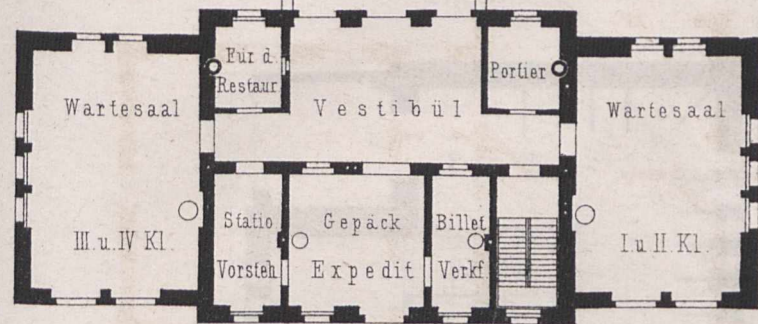 Für d.
Restaur.
Portier
Wartesaal
Vestibül
Wartesaal
III. u. IV Kl.
Statio
Vorsteh
Gepäck
Expedit
Billet
Verkf.
I. u. II. Kl.